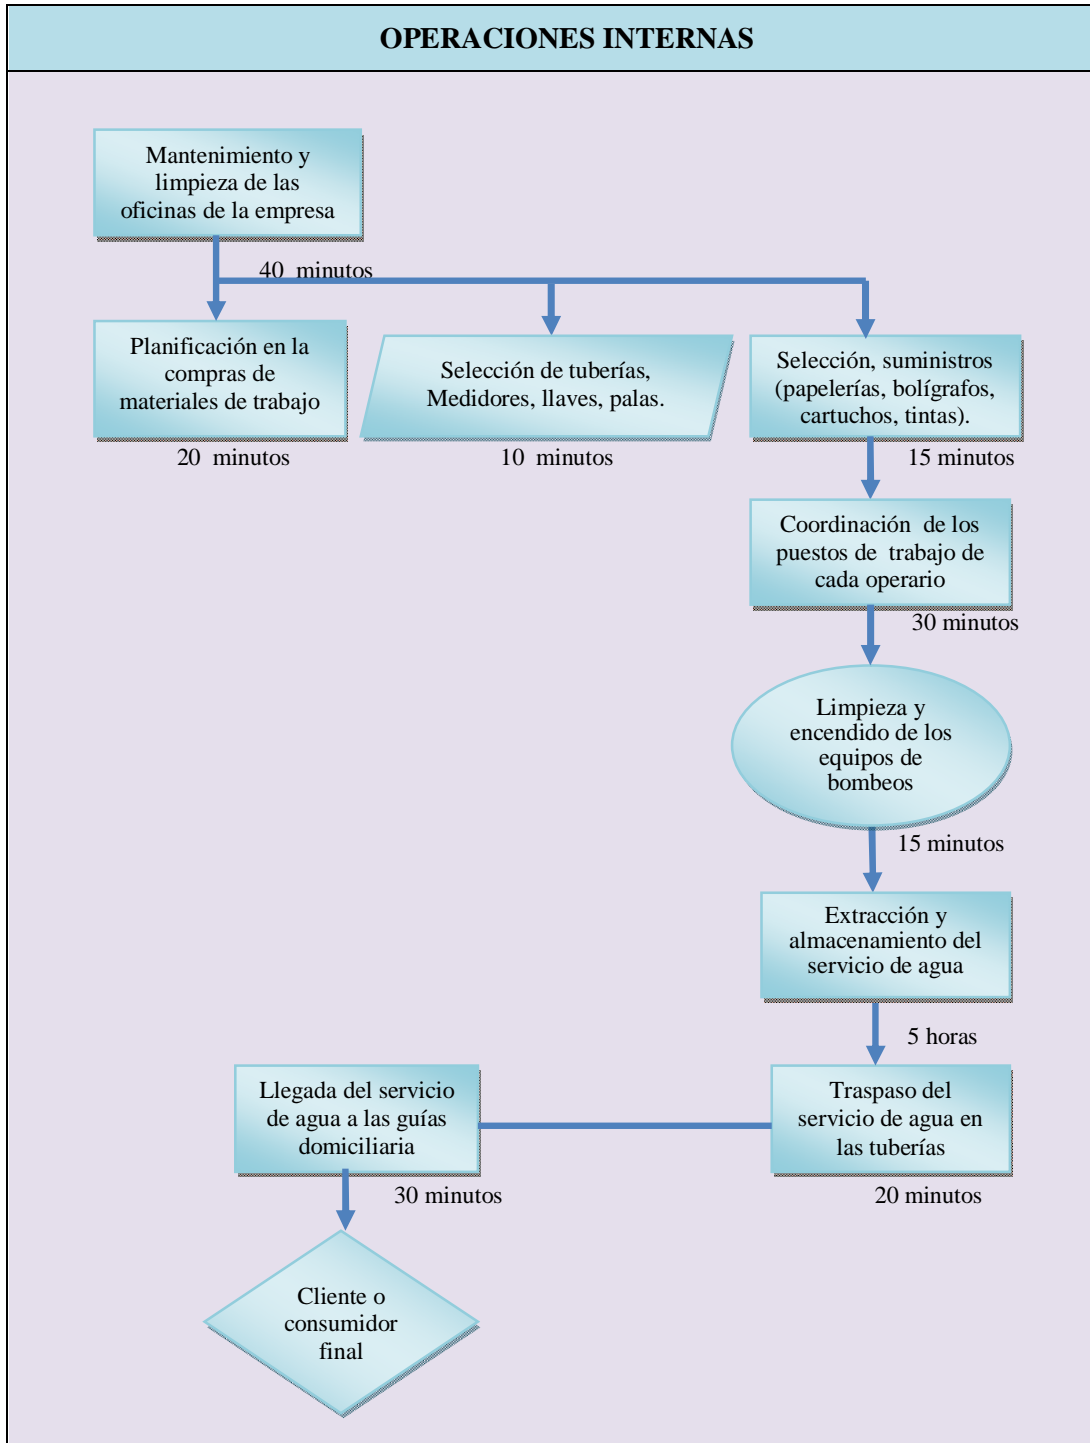 OPERACIONES INTERNAS
Mantenimiento y
limpieza de las
oficinas de la empresa
40 minutos
Planificación en la
compras de
materiales de trabajo
20 minutos
Selección de tuberías,
Medidores, llaves, palas.
10 minutos
Selección, suministros
(papelerías, bolígrafos,
cartuchos, tintas).
15 minutos
Coordinación de los
puestos de trabajo de
cada operario
30 minutos
Limpieza y
encendido de los
equipos de
bombeos
15 minutos
Extracción y
almacenamiento del
servicio de agua
5 horas
Traspaso del
servicio de agua en
las tuberías
20 minutos
Llegada del servicio
de agua a las guías
domiciliaria
30 minutos
Cliente o
consumidor
final